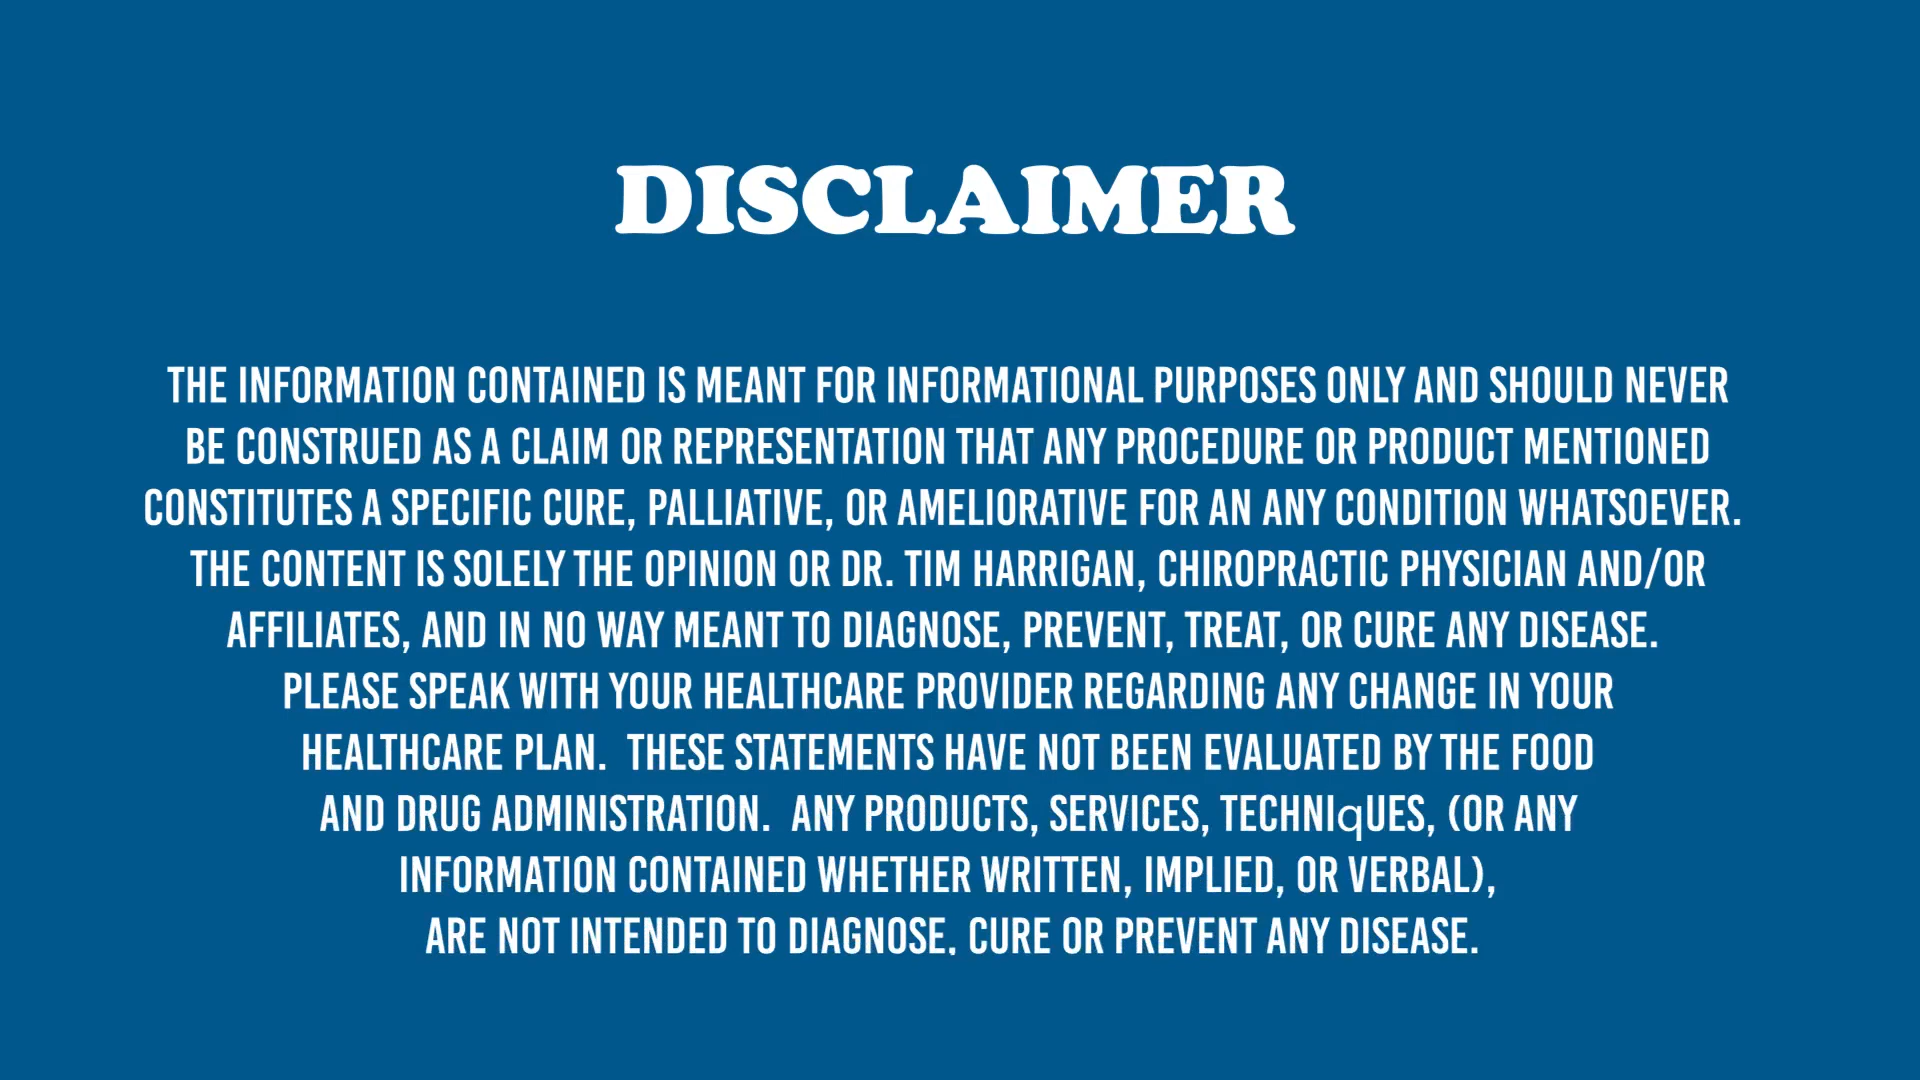 DISCLAIMER
THE INFORMATION CONTAINED IS MEANT FOR INFORMATIONAL PURPOSES ONLY AND SHOULD NEVER
BE CONSTRUED AS A CLAIM OR REPRESENTATION THAT ANY PROCEDURE OR PRODUCT MENTIONED
CONSTITUTES A SPECIFIC CURE, PALLIATIVE, OR AMELIORATIVE FOR AN ANY CONDITION WHATSOEVER.
THE CONTENT IS SOLELY THE OPINION OR DR. TIM HARRIGAN, CHIROPRACTIC PHYSICIAN AND/OR
AFFILIATES, AND IN NO WAY MEANT TO DIAGNOSE, PREVENT, TREAT, OR CURE ANY DISEASE.
PLEASE SPEAK WITH YOUR HEALTHCARE PROVIDER REGARDING ANY CHANGE IN YOUR
HEALTHCARE PLAN.  THESE STATEMENTS HAVE NOT BEEN EVALUATED BY THE FOOD
AND DRUG ADMINISTRATION.  ANY PRODUCTS, SERVICES, TECHNIqUES, (OR ANY
INFORMATION CONTAINED WHETHER WRITTEN, IMPLIED, OR VERBAL),
ARE NOT INTENDED TO DIAGNOSE, CURE OR PREVENT ANY DISEASE.